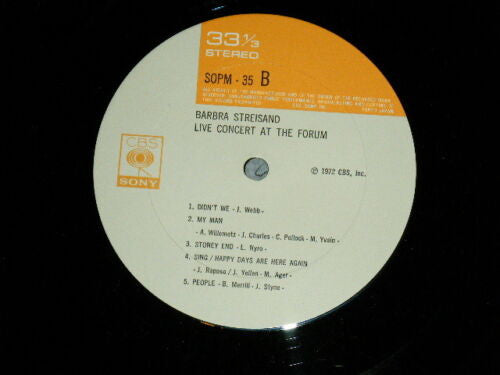 33 1/3
STEREO
SOPM - 35 B
BARBRA STREISAND
LIVE CONCERT AT THE FORUM
CBS
SONY
℗ 1972 CBS, Inc.
1. DIDN'T WE - J. Webb -
2. MY MAN
- A. Willemetz - J. Charles - C. Pollock - M. Yvain -
3. STONEY END - L. Nyro -
4. SING / HAPPY DAYS ARE HERE AGAIN
- J. Raposo / J. Yellen - M. Ager -
5. PEOPLE - B. Merrill - J. Styne -